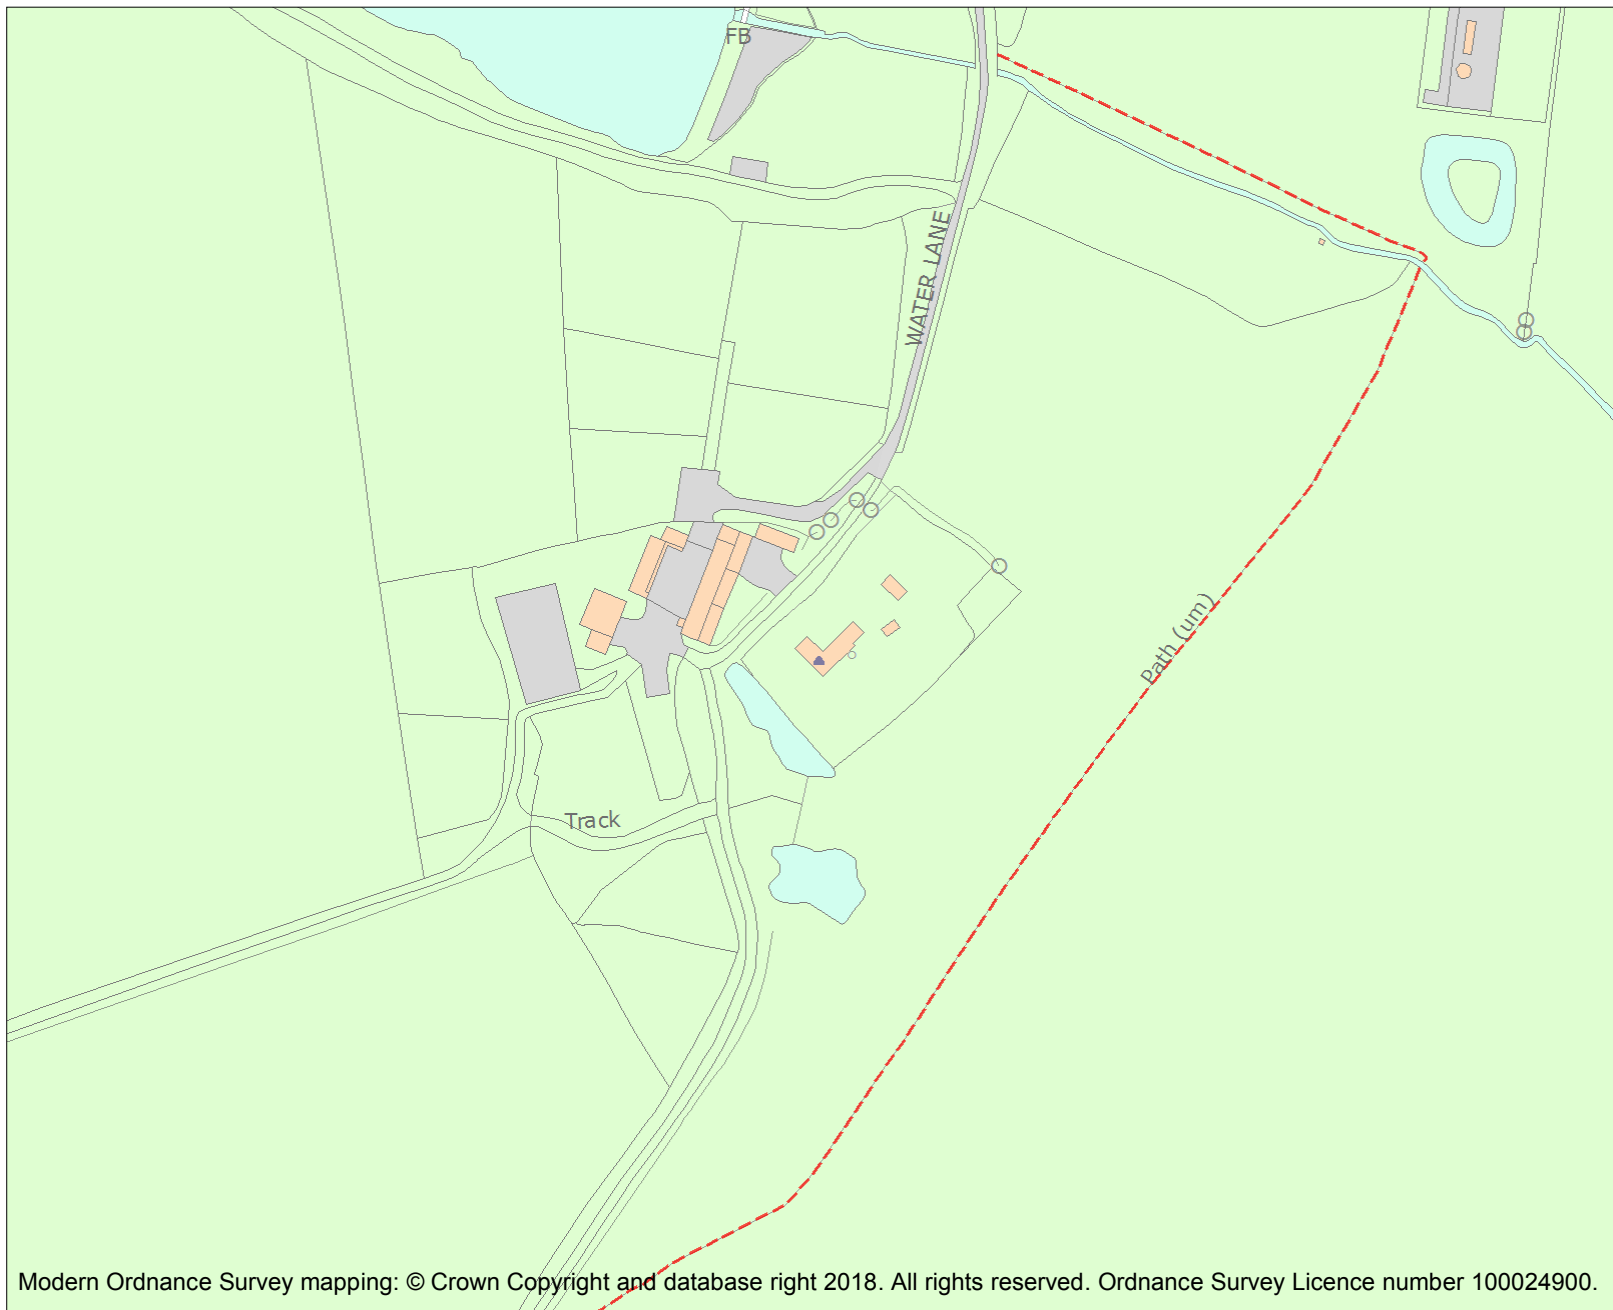 FB
WATER LANE
Path (um)
Track
Modern Ordnance Survey mapping: © Crown Copyright and database right 2018. All rights reserved. Ordnance Survey Licence number 100024900.